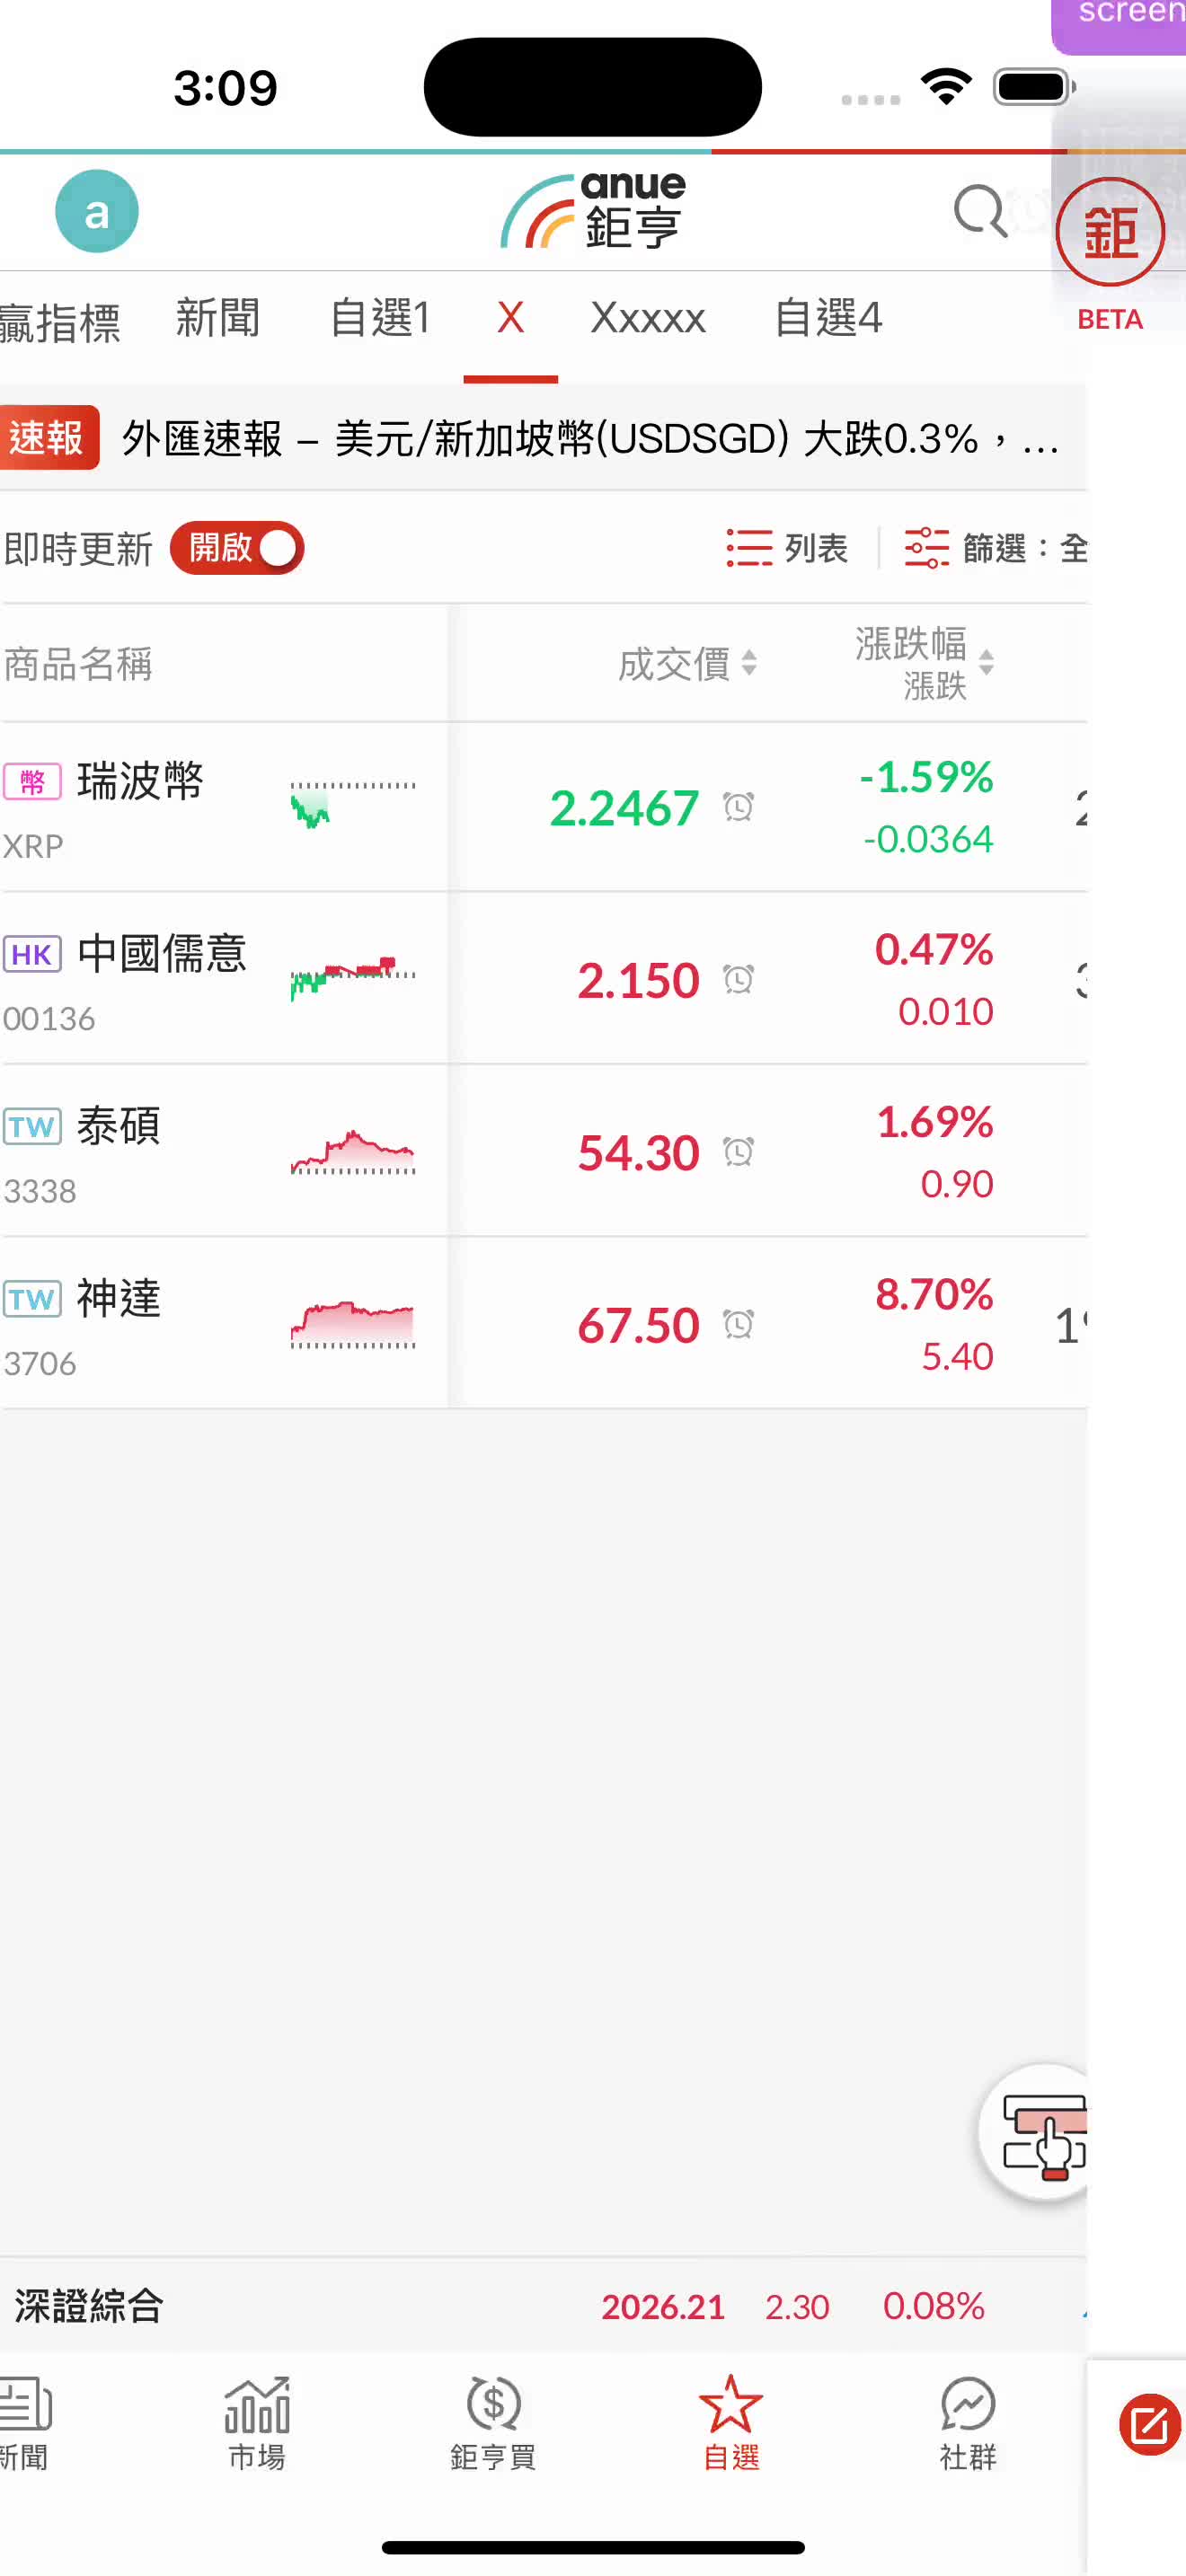 screen
3:09
a
anue
鉅亨
鉅
BETA
贏指標 新聞 自選1 X Xxxxx 自選4
速報 外匯速報 – 美元/新加坡幣(USDSGD) 大跌0.3%，...
即時更新 開啟 列表 篩選：全
商品名稱 成交價 漲跌幅
漲跌
幣 瑞波幣 2.2467 -1.59%
XRP -0.0364
HK 中國儒意 2.150 0.47%
00136 0.010
TW 泰碩 54.30 1.69%
3338 0.90
TW 神達 67.50 8.70%
3706 5.40
深證綜合 2026.21 2.30 0.08%
新聞 市場 鉅亨買 自選 社群